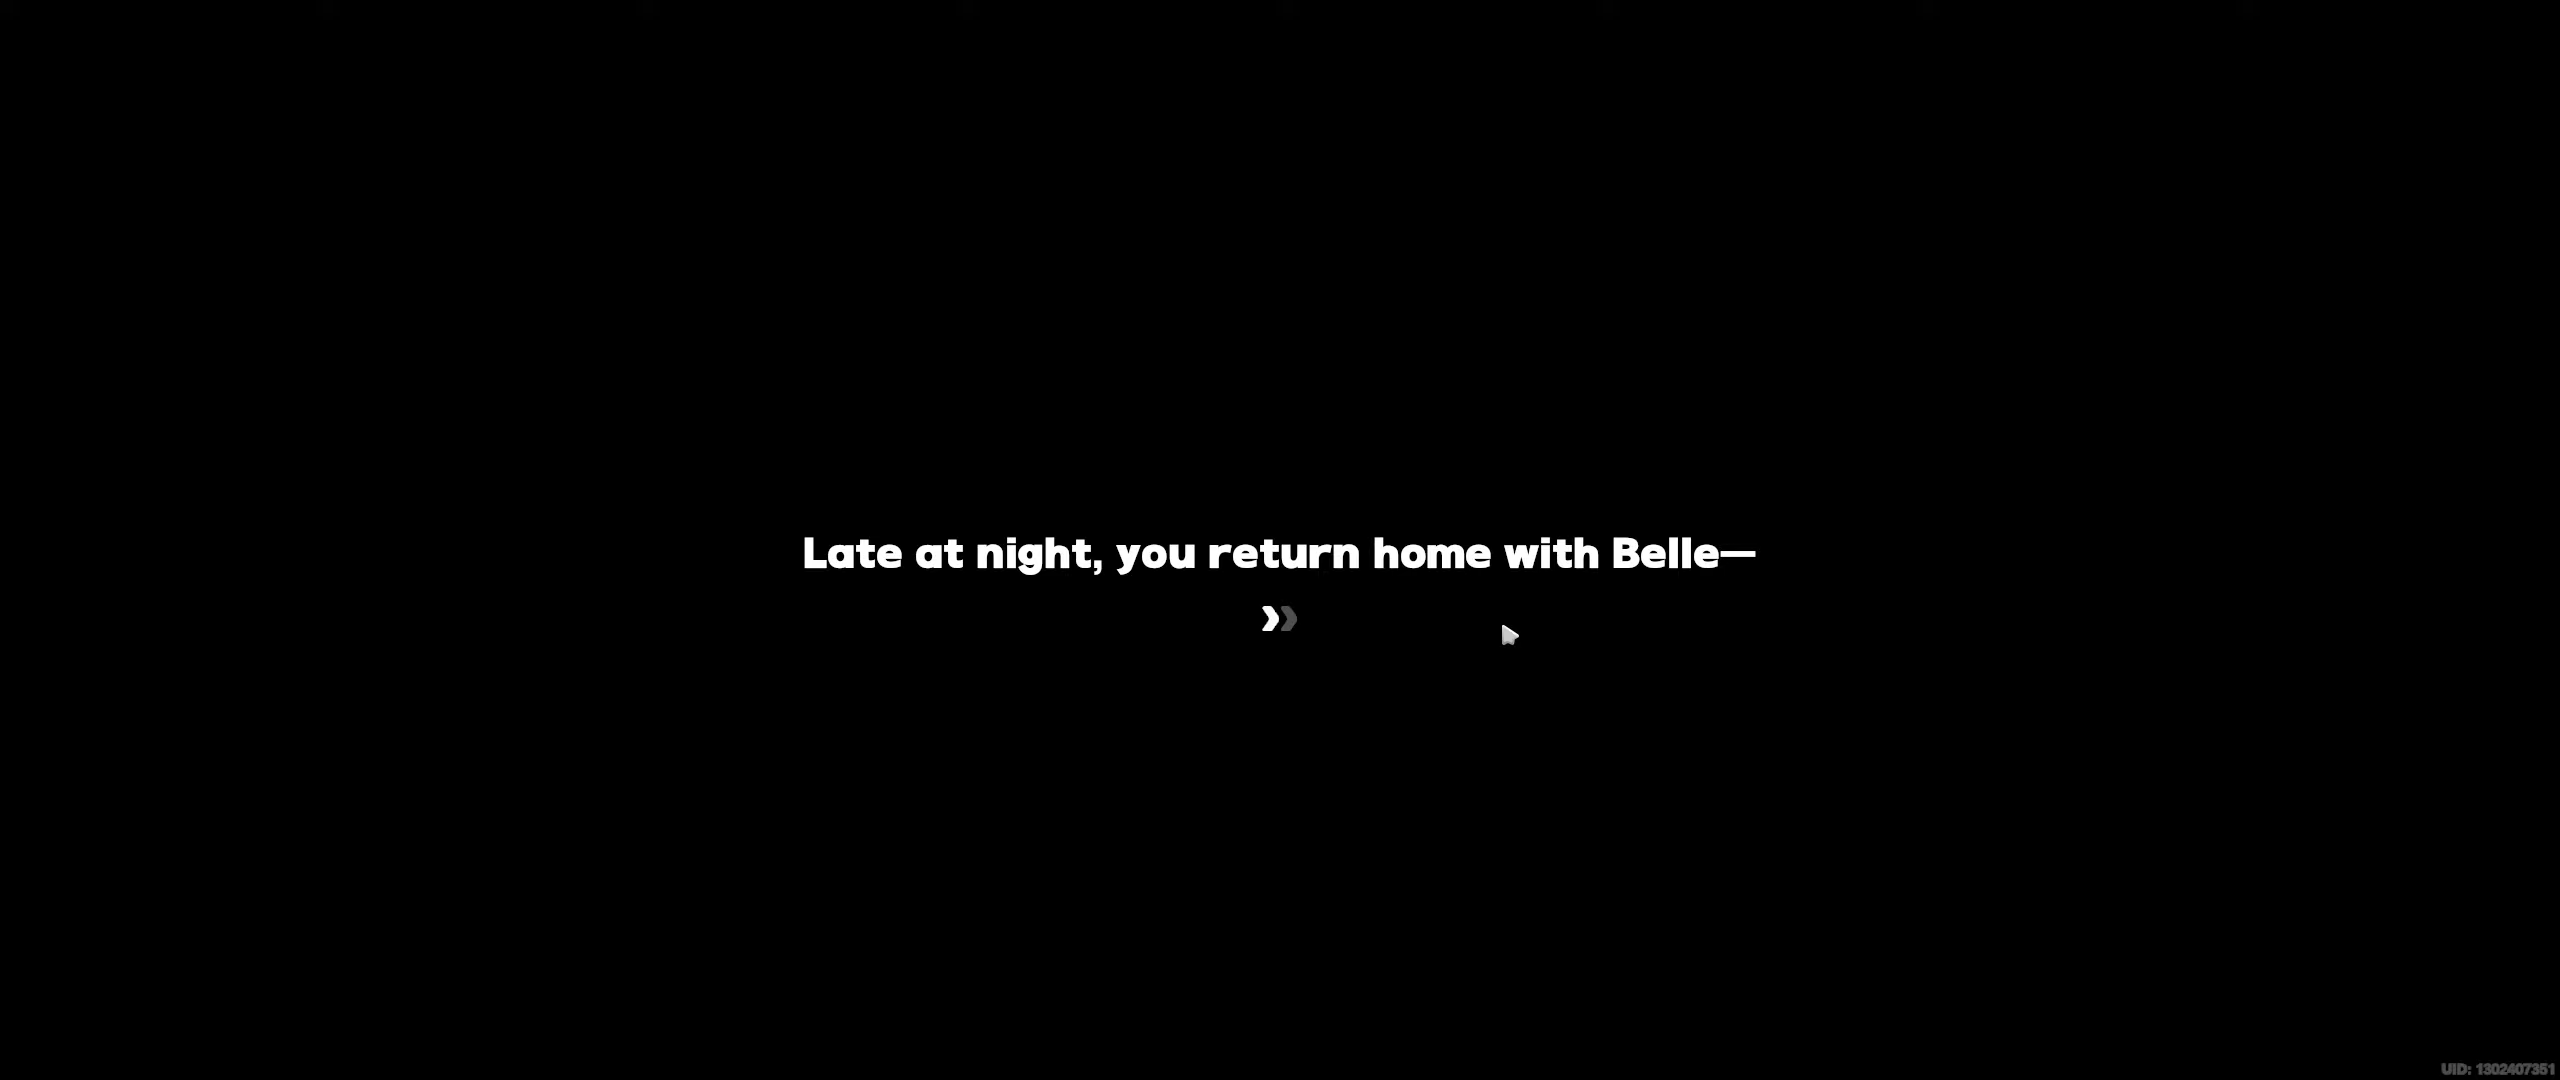 Late at night, you return home with Belle—
UID: 1302407351